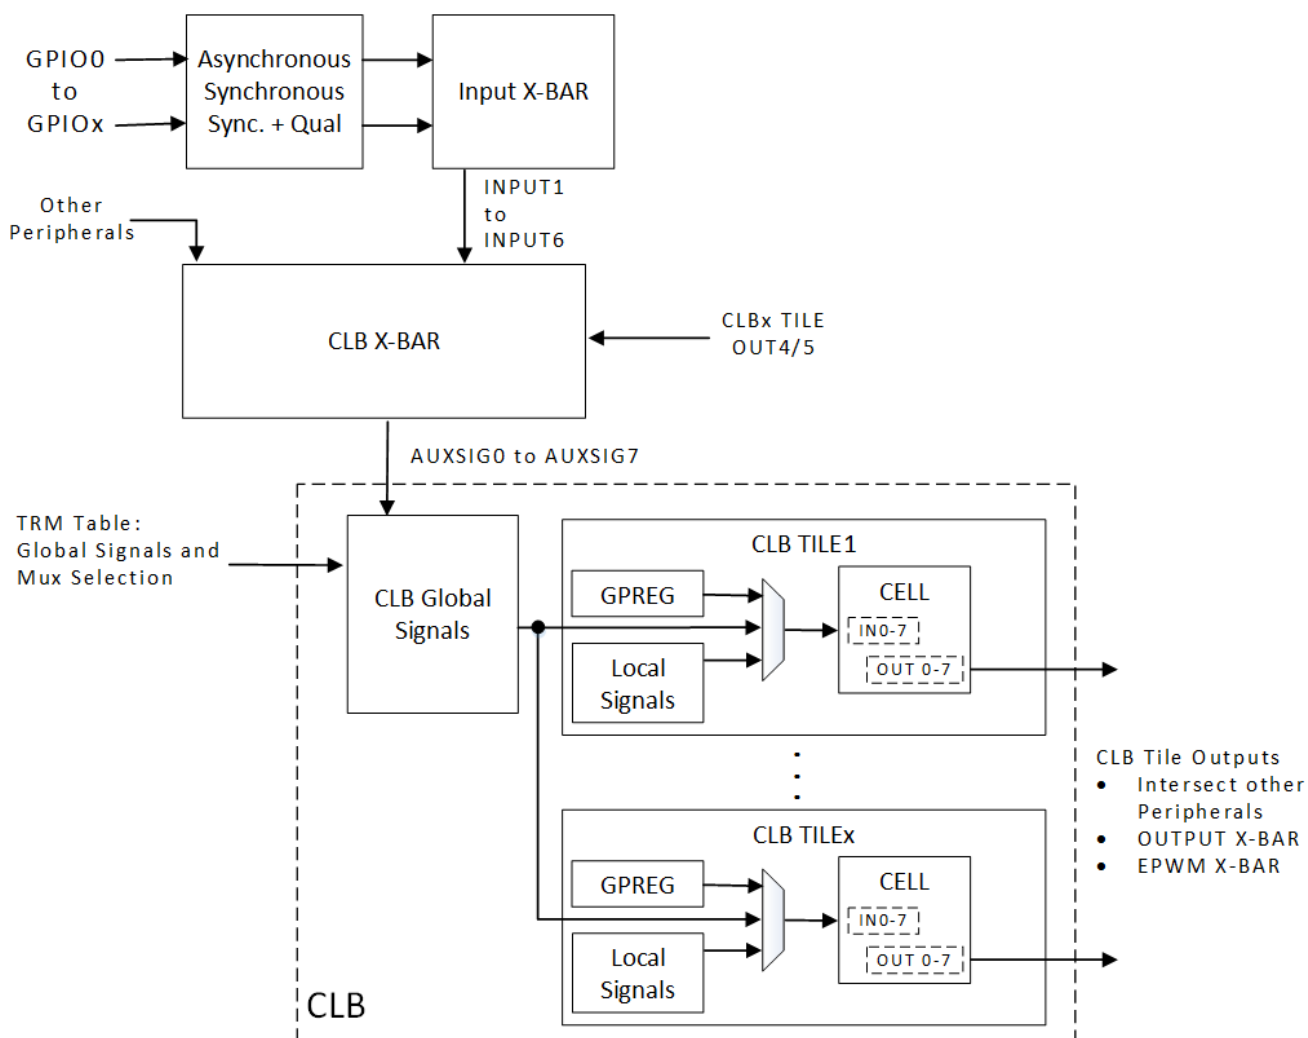 GPIO0
to
GPIOx
Asynchronous
Synchronous
Sync. + Qual
Input X-BAR
INPUT1
to
INPUT6
Other
Peripherals
CLB X-BAR
CLBx TILE
OUT4/5
AUXSIG0 to AUXSIG7
TRM Table:
Global Signals and
Mux Selection
CLB Global
Signals
CLB TILE1
GPREG
Local
Signals
CELL
IN0-7
OUT 0-7
CLB TILEx
GPREG
Local
Signals
CELL
IN0-7
OUT 0-7
CLB Tile Outputs
• Intersect other
Peripherals
• OUTPUT X-BAR
• EPWM X-BAR
CLB